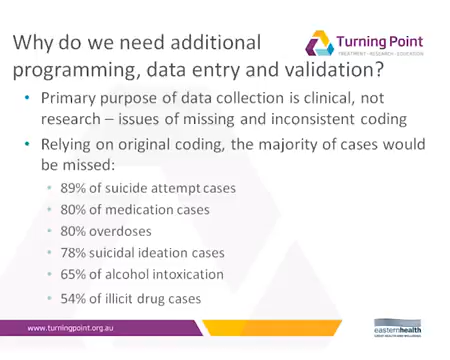 Why do we need additional
programming, data entry and validation?
Turning Point
TREATMENT · RESEARCH · EDUCATION
• Primary purpose of data collection is clinical, not
research – issues of missing and inconsistent coding
• Relying on original coding, the majority of cases would
be missed:
• 89% of suicide attempt cases
• 80% of medication cases
• 80% overdoses
• 78% suicidal ideation cases
• 65% of alcohol intoxication
• 54% of illicit drug cases
www.turningpoint.org.au
easternhealth